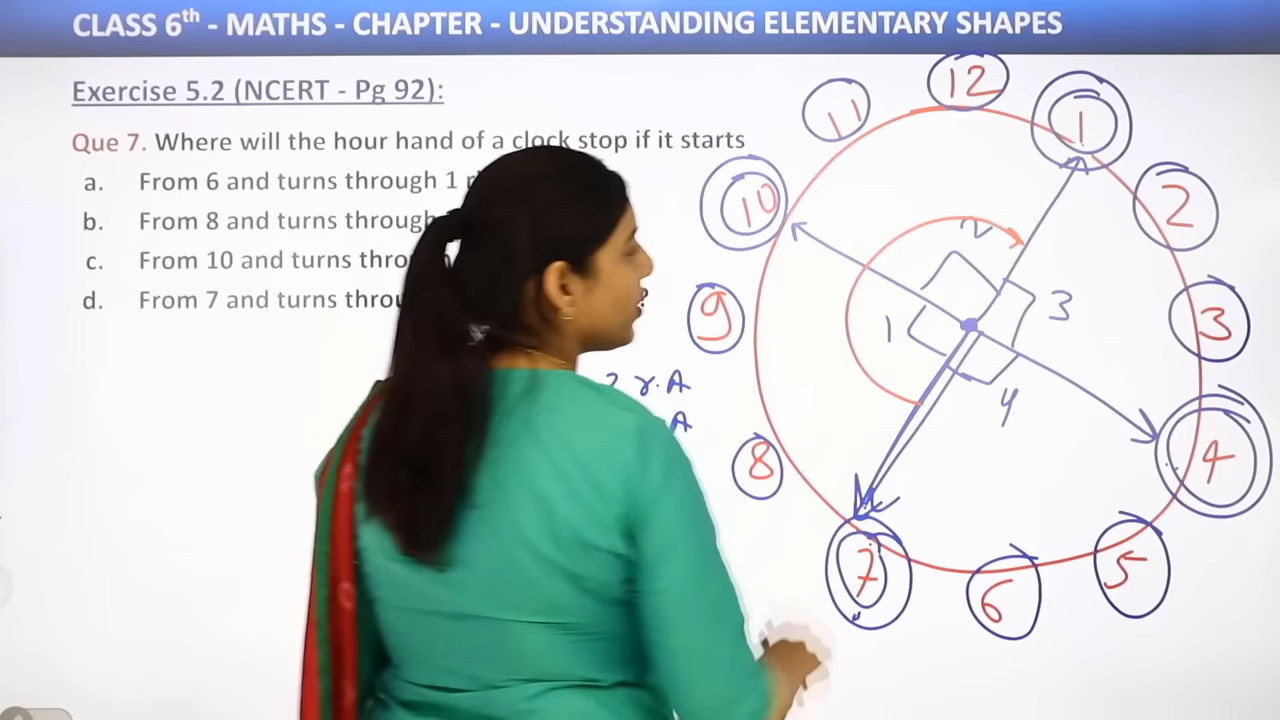 CLASS 6th - MATHS - CHAPTER - UNDERSTANDING ELEMENTARY SHAPES
Exercise 5.2 (NCERT - Pg 92):
Que 7. Where will the hour hand of a clock stop if it starts
a. From 6 and turns through 1
b. From 8 and turns through
c. From 10 and turns
d. From 7 and turns
r.A
A
12
11
1
10
2
9
3
8
4
7
6
5
1
2
3
4